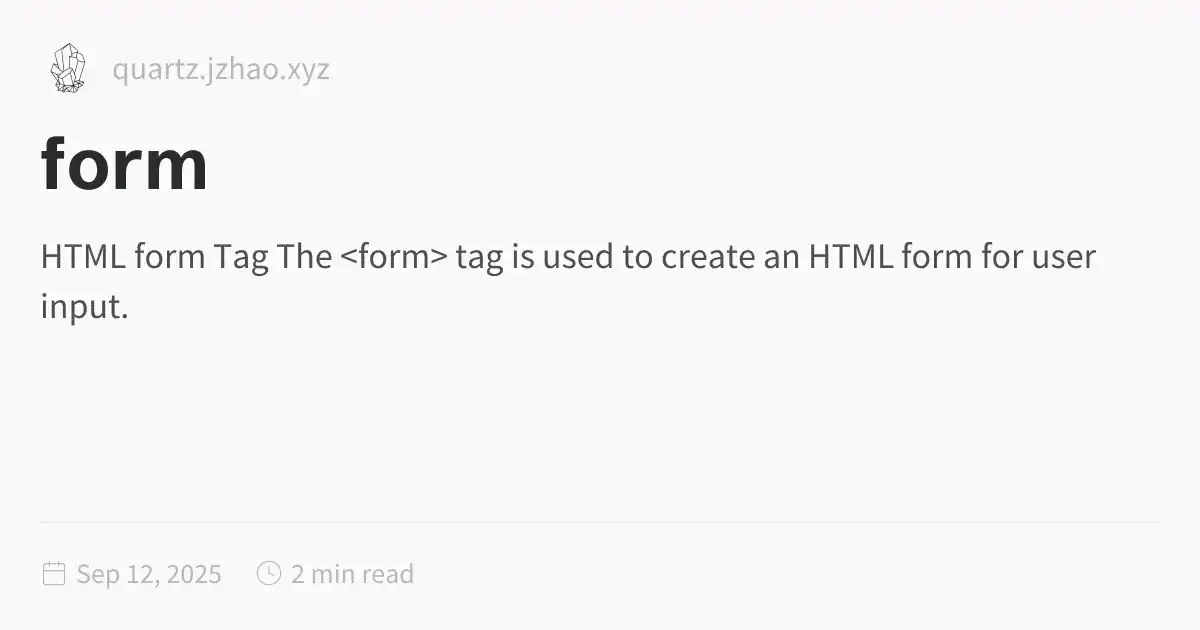 quartz.jzhao.xyz
form
HTML form Tag The <form> tag is used to create an HTML form for user
input.
Sep 12, 2025 2 min read